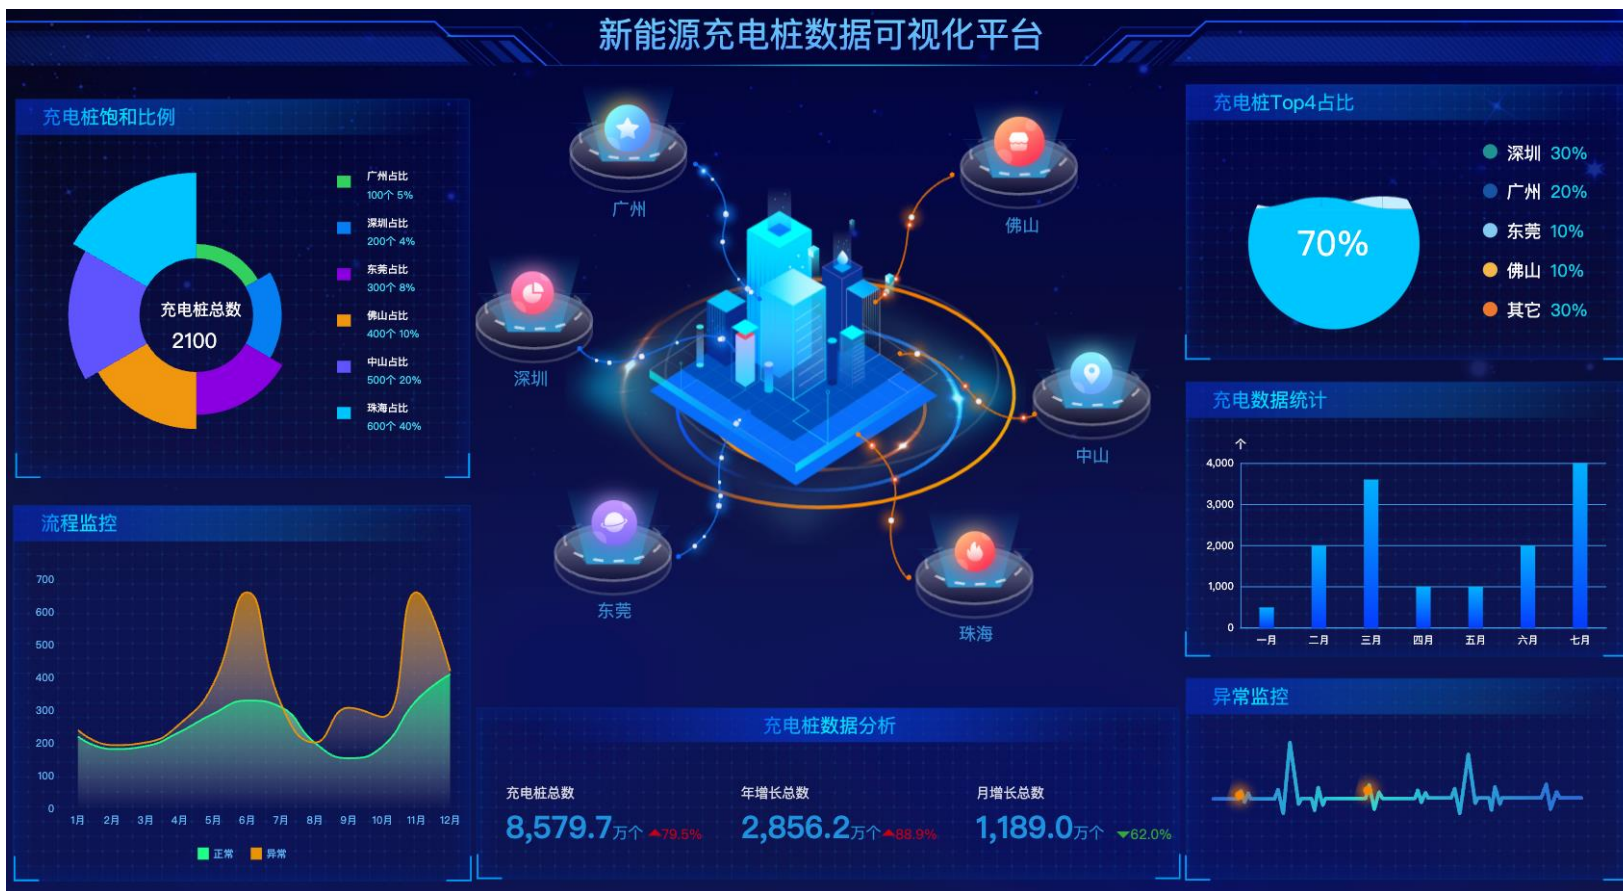 新能源充电桩数据可视化平台
充电桩饱和比例
充电桩总数
2100
广州占比
100个 5%
深圳占比
200个 4%
东莞占比
300个 8%
佛山占比
400个 10%
中山占比
500个 20%
珠海占比
600个 40%
流程监控
700
600
500
400
300
200
100
0
1月 2月 3月 4月 5月 6月 7月 8月 9月 10月 11月 12月
正常 异常
广州
佛山
深圳
中山
东莞
珠海
充电桩数据分析
充电桩总数
8,579.7万个 79.5%
年增长总数
2,856.2万个 88.9%
月增长总数
1,189.0万个 62.0%
充电桩Top4占比
70%
深圳 30%
广州 20%
东莞 10%
佛山 10%
其它 30%
充电数据统计
个
4,000
3,000
2,000
1,000
0
一月 二月 三月 四月 五月 六月 七月
异常监控